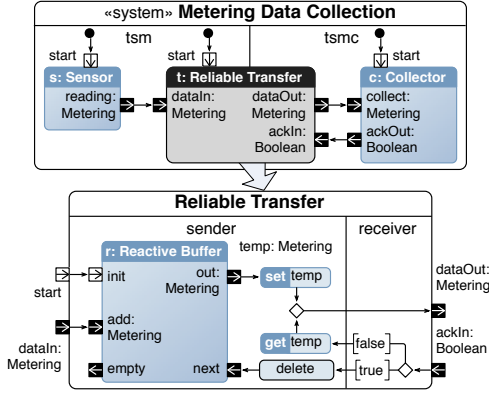 «system» Metering Data Collection
tsm
tsmc
start
start
start
s: Sensor
t: Reliable Transfer
c: Collector
reading:
Metering
dataIn:
Metering
dataOut:
Metering
ackIn:
Boolean
collect:
Metering
ackOut:
Boolean
Reliable Transfer
sender
receiver
r: Reactive Buffer
temp: Metering
init
out:
Metering
set temp
start
add:
Metering
dataIn:
Metering
empty
next
get temp
delete
[false]
[true]
dataOut:
Metering
ackIn:
Boolean